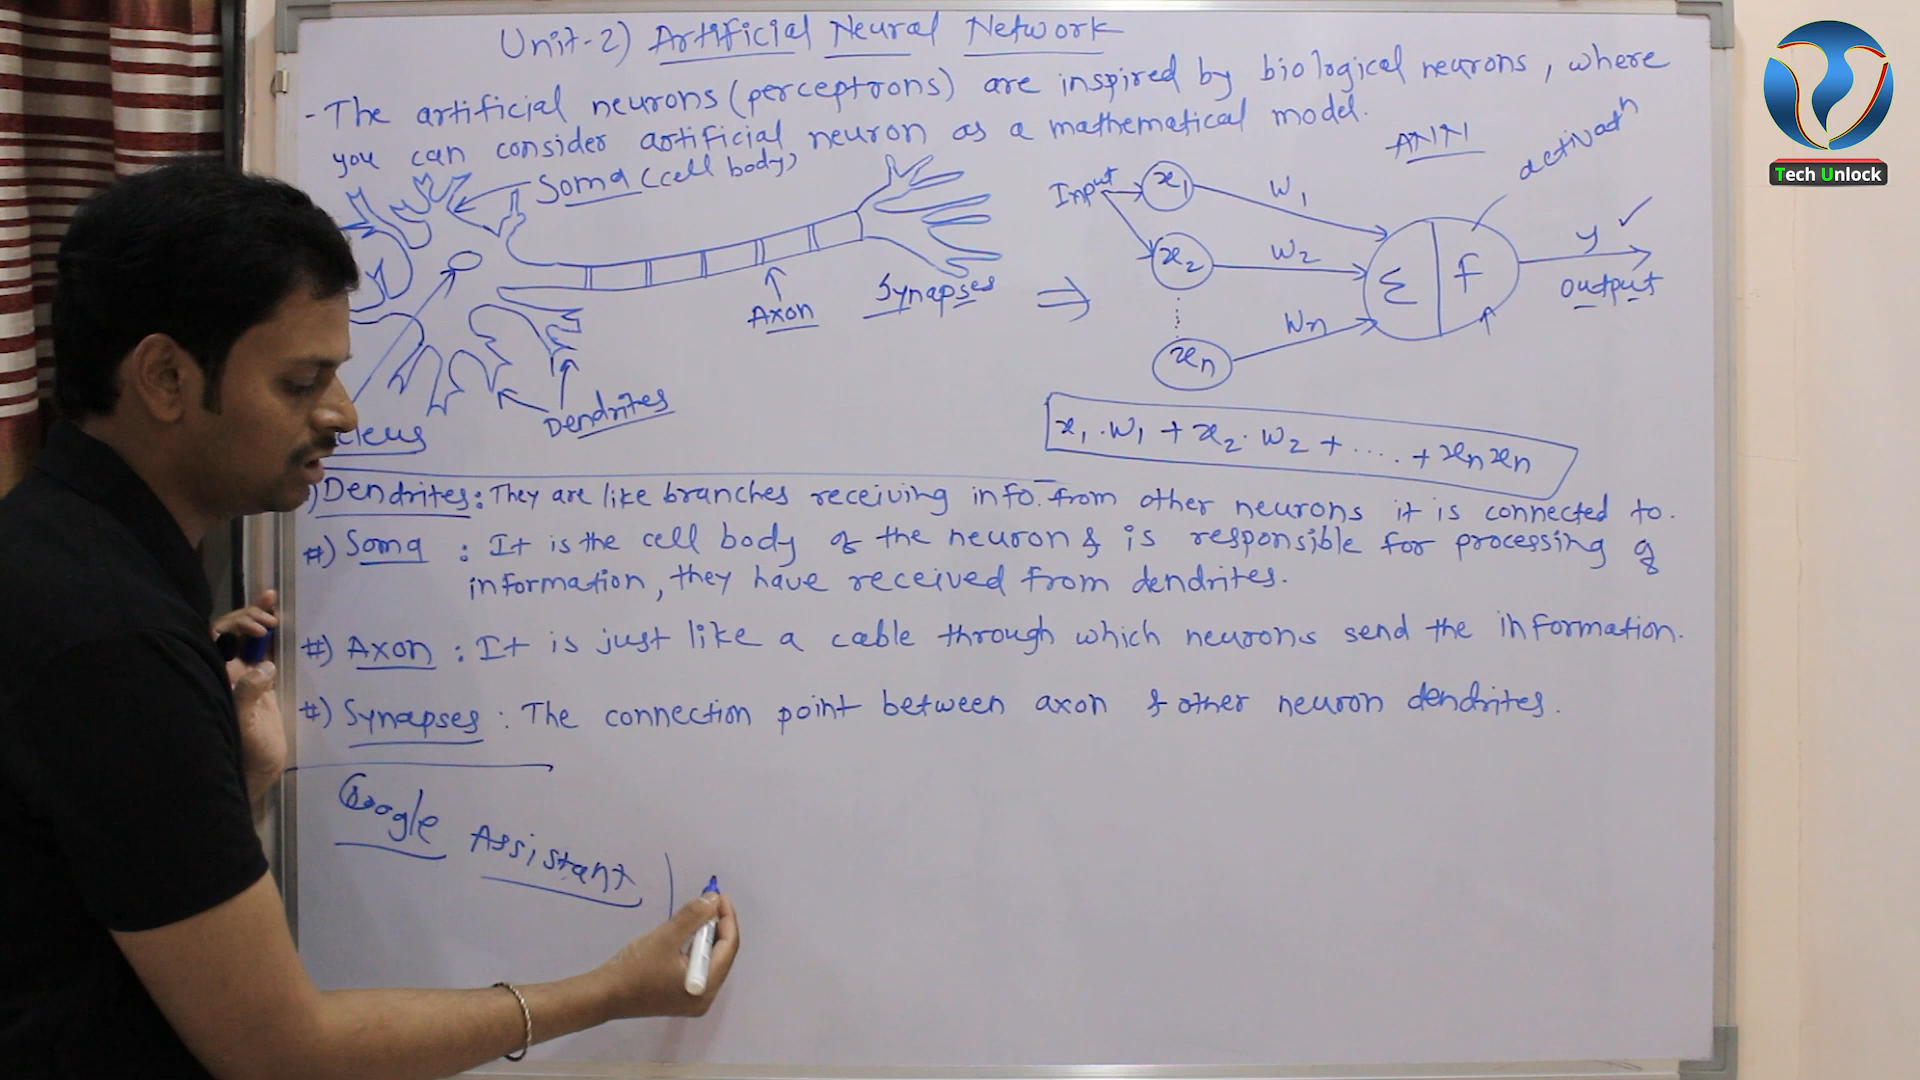 Unit-2) Artificial Neural Network
- The artificial neurons (perceptrons) are inspired by biological neurons, where
you can consider artificial neuron as a mathematical model.
Soma (cell body)
Axon
Synapses
Dendrites
cleus
⇒
ANN
activatn
Input
x1
w1
x2
w2
xn
wn
Σ f
y ✓
output
x1.w1 + x2.w2 + .... + xn xn
) Dendrites: They are like branches receiving info. from other neurons it is connected to.
#) Soma : It is the cell body of the neuron & is responsible for processing of
information, they have received from dendrites.
#) Axon : It is just like a cable through which neurons send the information.
#) Synapses : The connection point between axon & other neuron dendrites.
Google Assistant |
Tech Unlock